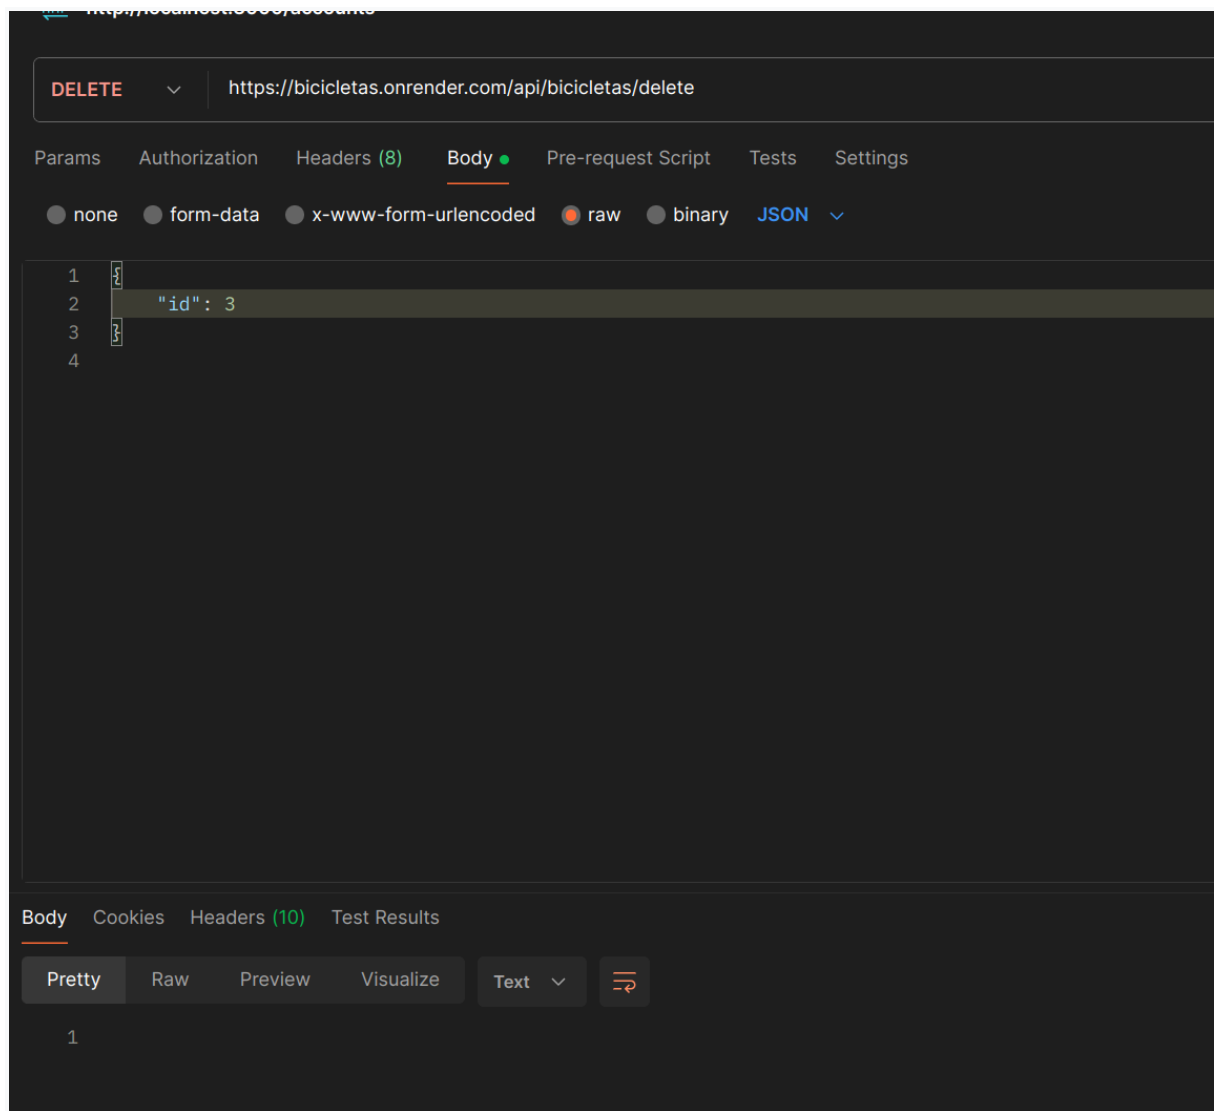 DELETE https://bicicletas.onrender.com/api/bicicletas/delete
Params Authorization Headers (8) Body Pre-request Script Tests Settings
none form-data x-www-form-urlencoded raw binary JSON
1 {
2 "id": 3
3 }
4
Body Cookies Headers (10) Test Results
Pretty Raw Preview Visualize Text
1